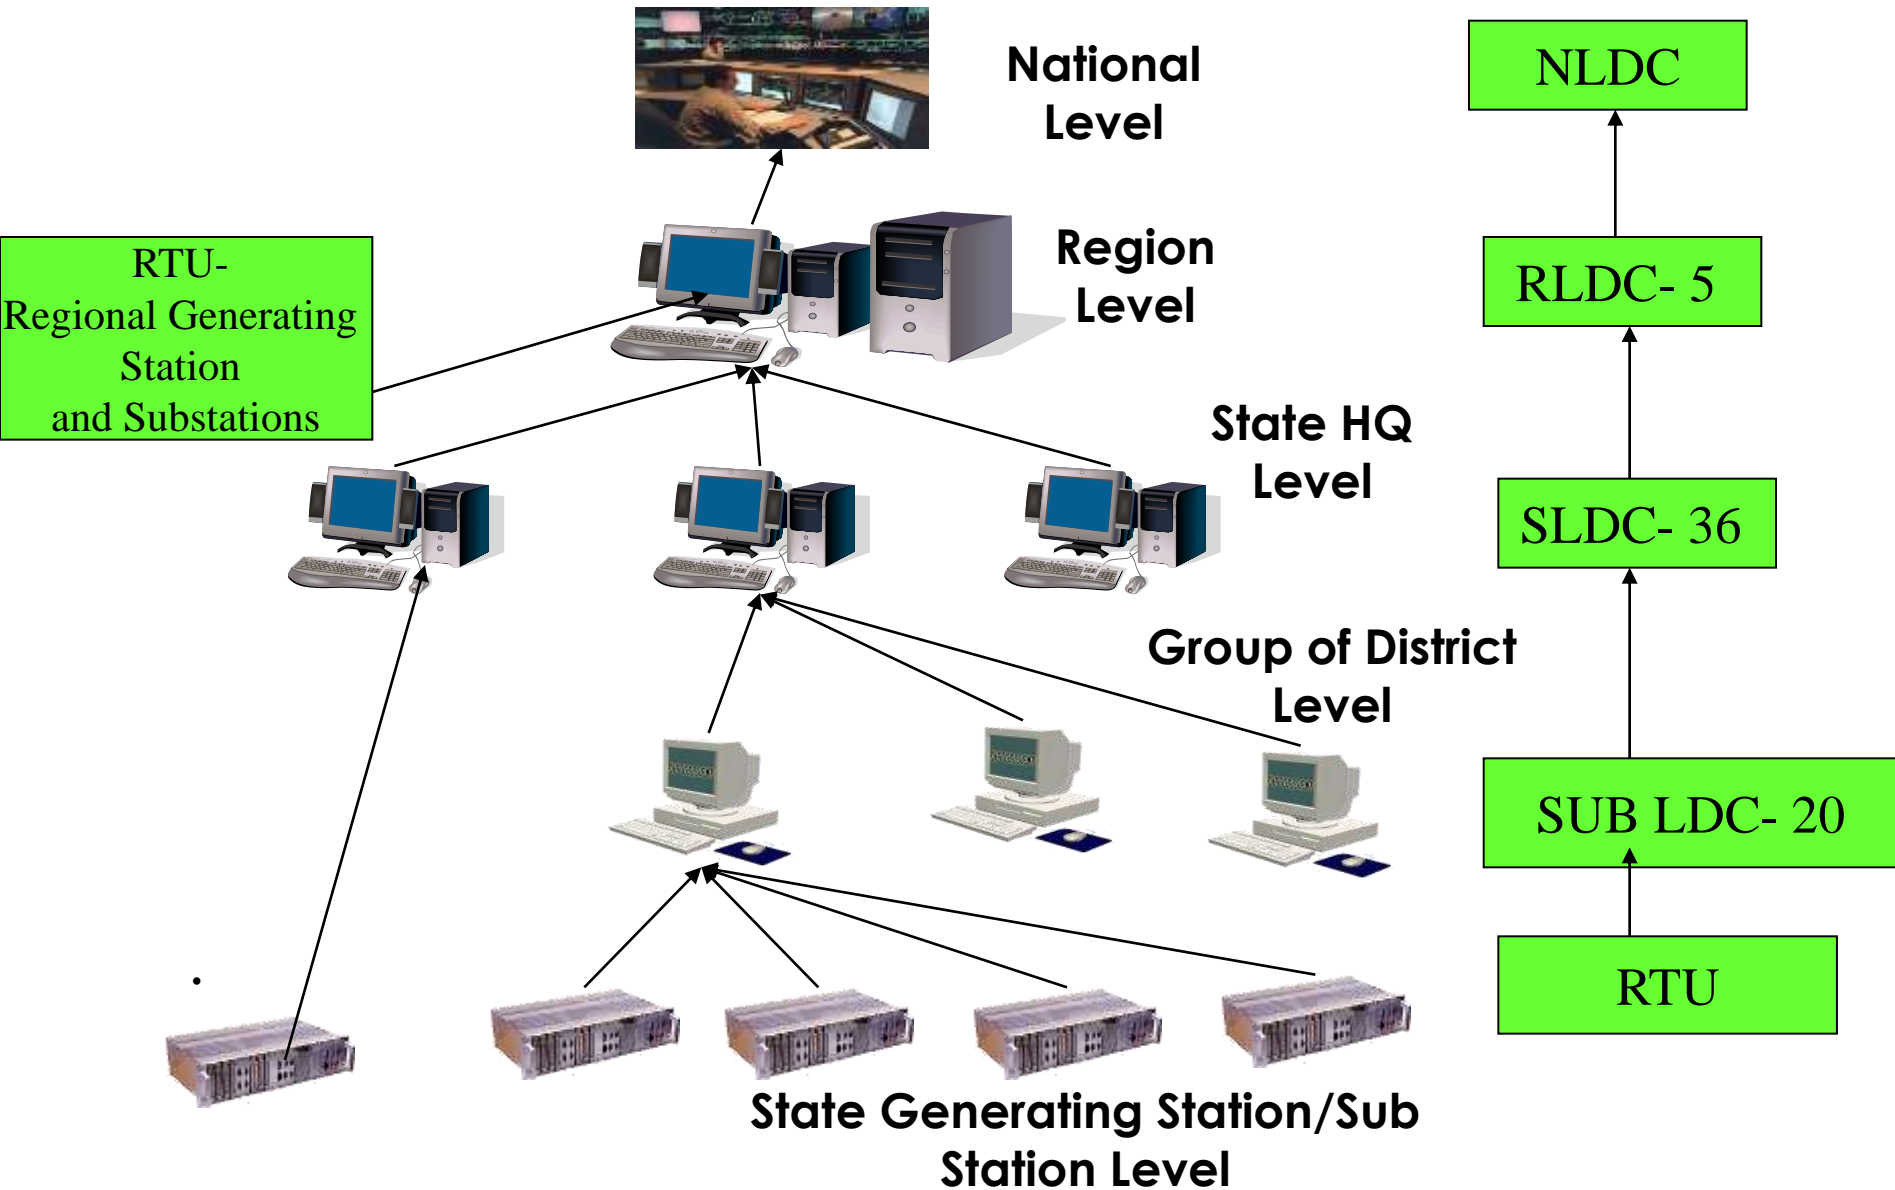 National
Level
NLDC
RTU-
Regional Generating
Station
and Substations
Region
Level
RLDC- 5
State HQ
Level
SLDC- 36
Group of District
Level
SUB LDC- 20
.
RTU
State Generating Station/Sub
Station Level